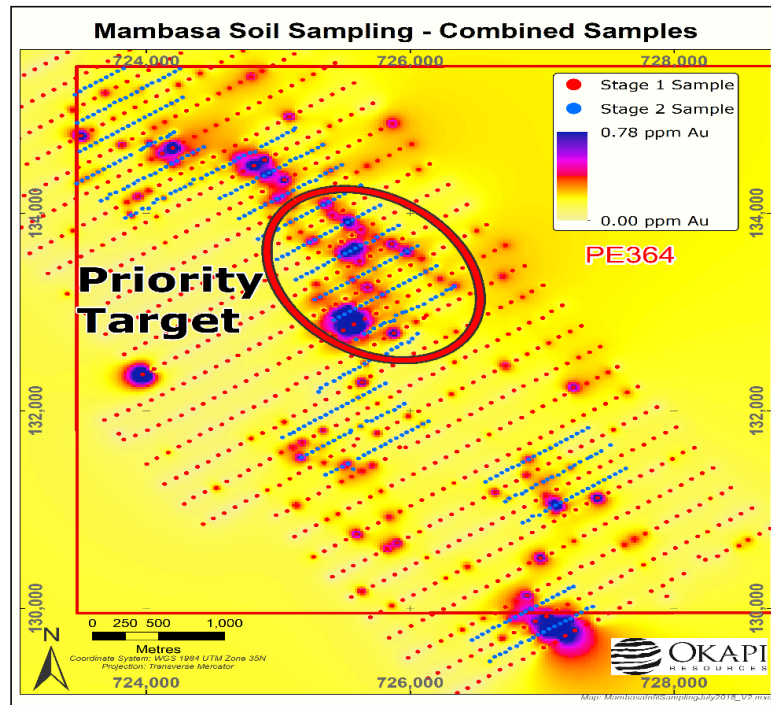 Mambasa Soil Sampling - Combined Samples
724,000
726,000
728,000
Stage 1 Sample
Stage 2 Sample
0.78 ppm Au
0.00 ppm Au
134,000
134,000
PE364
Priority
Target
132,000
132,000
130,000
130,000
N
0 250 500 1,000
Metres
Coordinate System: WGS 1984 UTM Zone 35N
Projection: Transverse Mercator
OKAPI
RESOURCES
724,000
726,000
728,000
Map: MambasaInfilSamplingJuly2018_V2.mxd